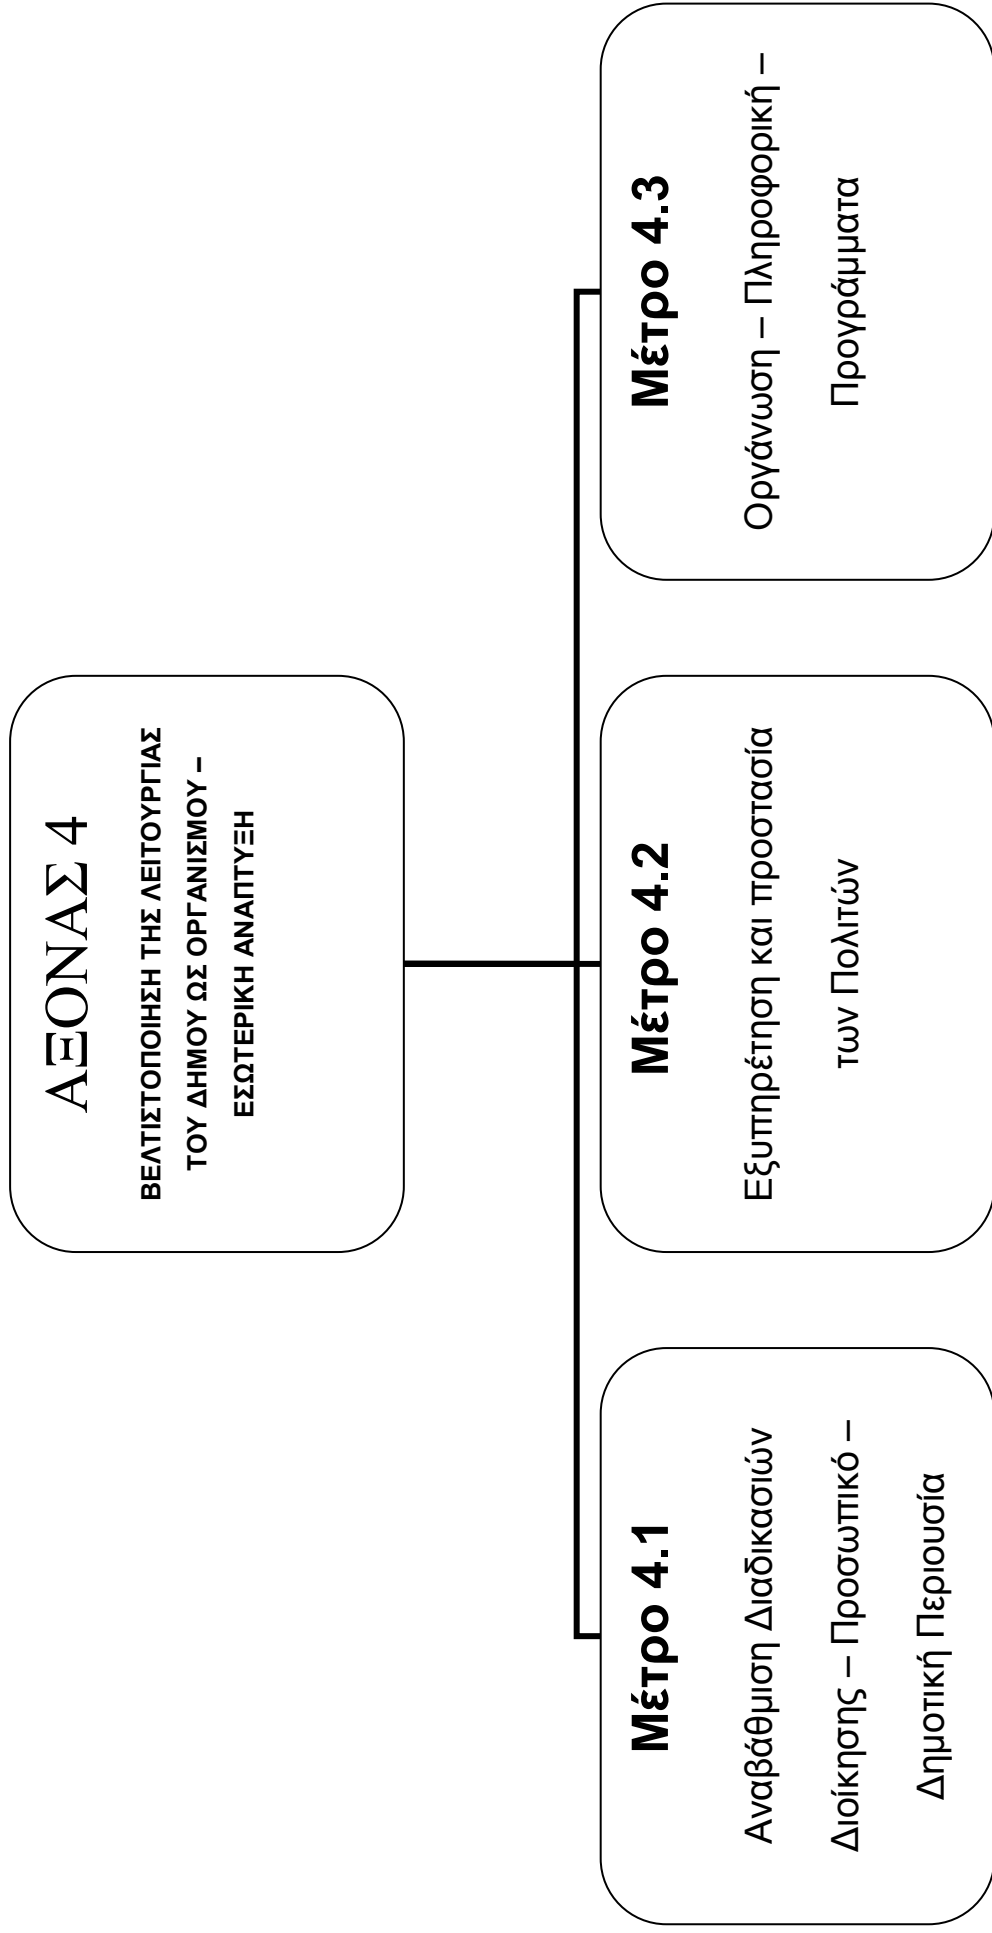 ΑΞΟΝΑΣ 4
ΒΕΛΤΙΣΤΟΠΟΙΗΣΗ ΤΗΣ ΛΕΙΤΟΥΡΓΙΑΣ
ΤΟΥ ΔΗΜΟΥ ΩΣ ΟΡΓΑΝΙΣΜΟΥ –
ΕΣΩΤΕΡΙΚΗ ΑΝΑΠΤΥΞΗ
Μέτρο 4.1
Αναβάθμιση Διαδικασιών
Διοίκησης – Προσωπικό –
Δημοτική Περιουσία
Μέτρο 4.2
Εξυπηρέτηση και προστασία
των Πολιτών
Μέτρο 4.3
Οργάνωση – Πληροφορική –
Προγράμματα